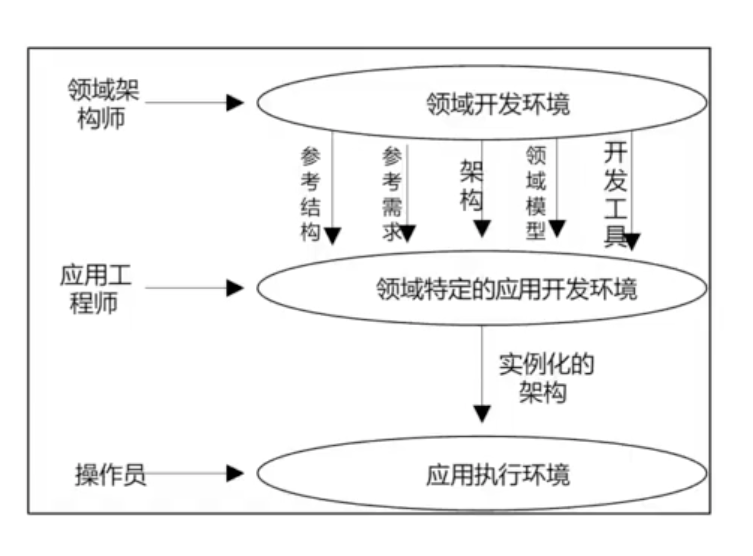 领域架
构师
领域开发环境
参考结构
参考需求
架构
领域模型
开发工具
应用工
程师
领域特定的应用开发环境
实例化的
架构
操作员
应用执行环境